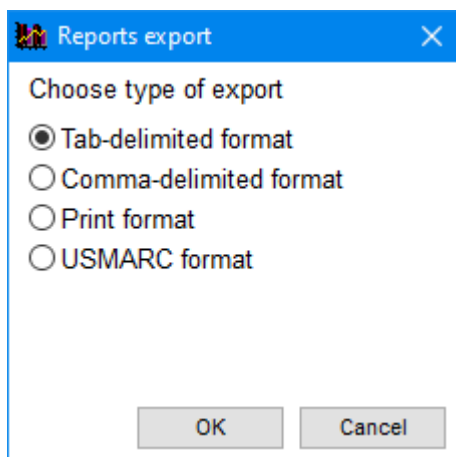 Reports export
Choose type of export
Tab-delimited format
Comma-delimited format
Print format
USMARC format
OK Cancel